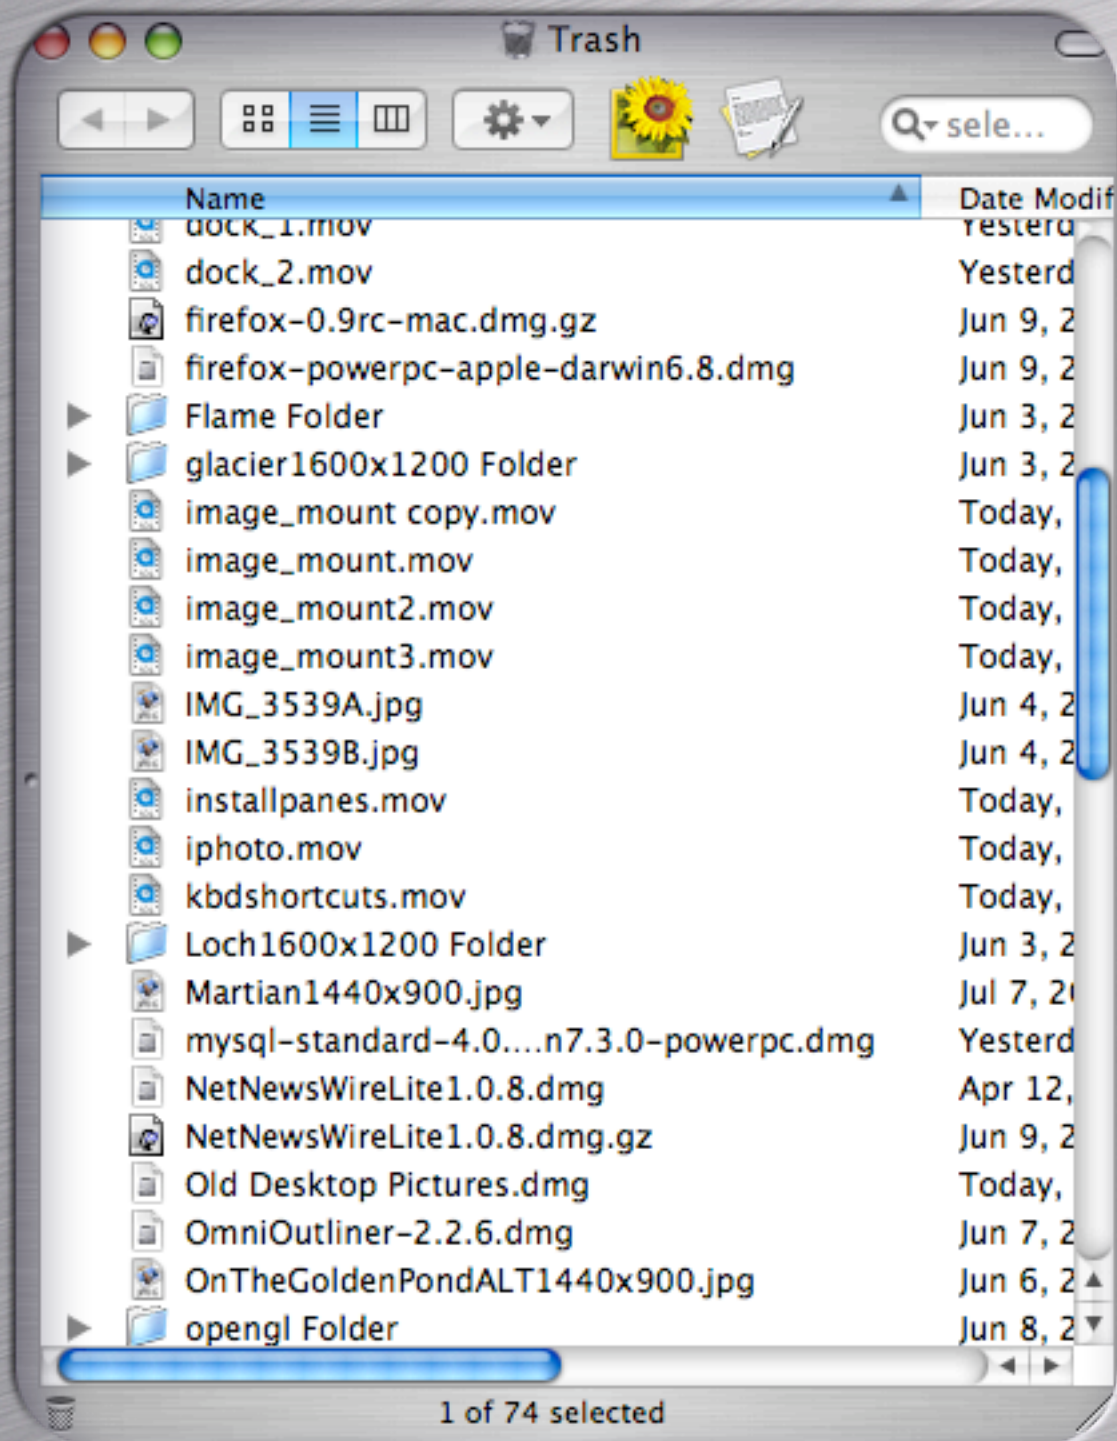 Trash
sele...
Name Date Modif
dock_1.mov Yesterd
dock_2.mov Yesterd
firefox-0.9rc-mac.dmg.gz Jun 9, 2
firefox-powerpc-apple-darwin6.8.dmg Jun 9, 2
Flame Folder Jun 3, 2
glacier1600x1200 Folder Jun 3, 2
image_mount copy.mov Today,
image_mount.mov Today,
image_mount2.mov Today,
image_mount3.mov Today,
IMG_3539A.jpg Jun 4, 2
IMG_3539B.jpg Jun 4, 2
installpanes.mov Today,
iphoto.mov Today,
kbdshortcuts.mov Today,
Loch1600x1200 Folder Jun 3, 2
Martian1440x900.jpg Jul 7, 2
mysql-standard-4.0....n7.3.0-powerpc.dmg Yesterd
NetNewsWireLite1.0.8.dmg Apr 12,
NetNewsWireLite1.0.8.dmg.gz Jun 9, 2
Old Desktop Pictures.dmg Today,
OmniOutliner-2.2.6.dmg Jun 7, 2
OnTheGoldenPondALT1440x900.jpg Jun 6, 2
opengl Folder Jun 8, 2
1 of 74 selected